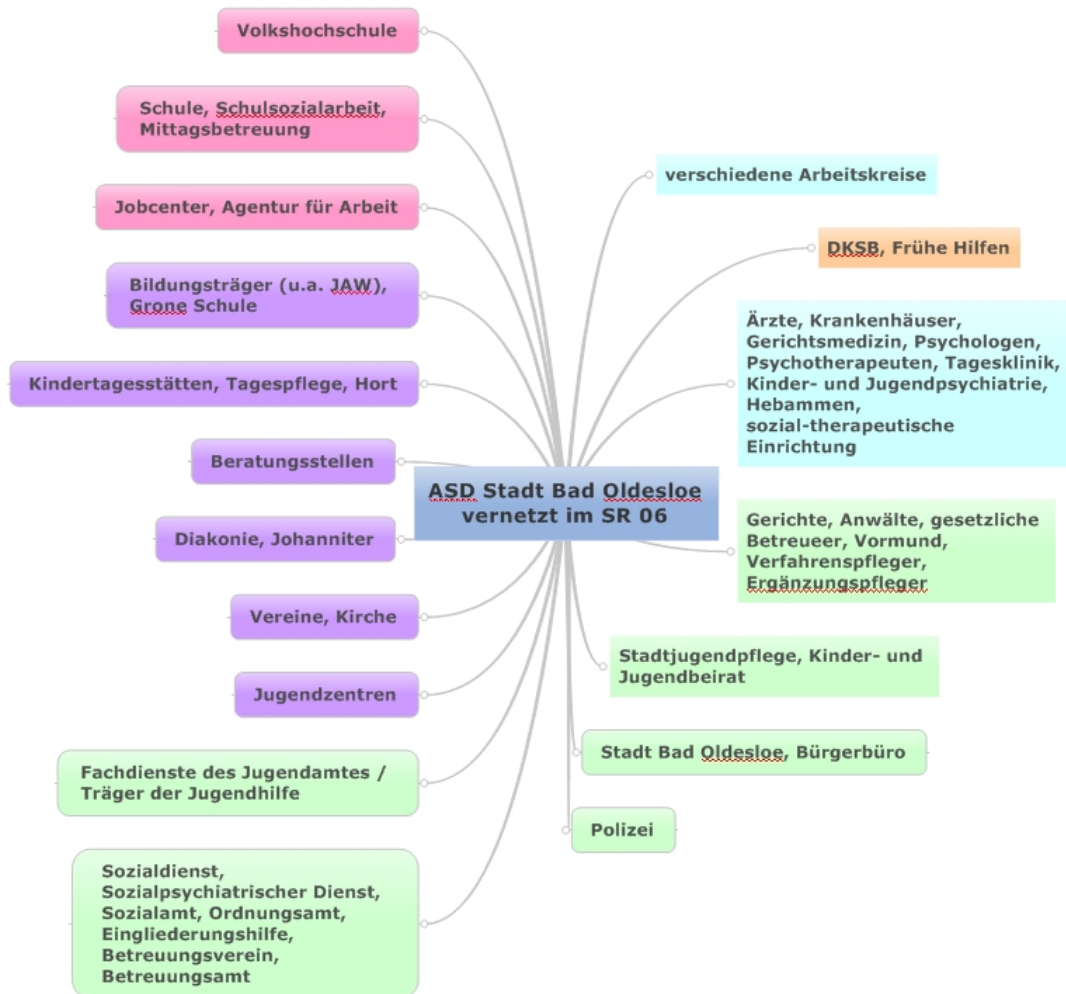 Volkshochschule
Schule, Schulsozialarbeit,
Mittagsbetreuung
Jobcenter, Agentur für Arbeit
Bildungsträger (u.a. JAW),
Grone Schule
Kindertagesstätten, Tagespflege, Hort
Beratungsstellen
Diakonie, Johanniter
Vereine, Kirche
Jugendzentren
Fachdienste des Jugendamtes /
Träger der Jugendhilfe
Sozialdienst,
Sozialpsychiatrischer Dienst,
Sozialamt, Ordnungsamt,
Eingliederungshilfe,
Betreuungsverein,
Betreuungsamt
ASD Stadt Bad Oldesloe
vernetzt im SR 06
verschiedene Arbeitskreise
DKSB, Frühe Hilfen
Ärzte, Krankenhäuser,
Gerichtsmedizin, Psychologen,
Psychotherapeuten, Tagesklinik,
Kinder- und Jugendpsychiatrie,
Hebammen,
sozial-therapeutische
Einrichtung
Gerichte, Anwälte, gesetzliche
Betreueer, Vormund,
Verfahrenspfleger,
Ergänzungspfleger
Stadtjugendpflege, Kinder- und
Jugendbeirat
Stadt Bad Oldesloe, Bürgerbüro
Polizei